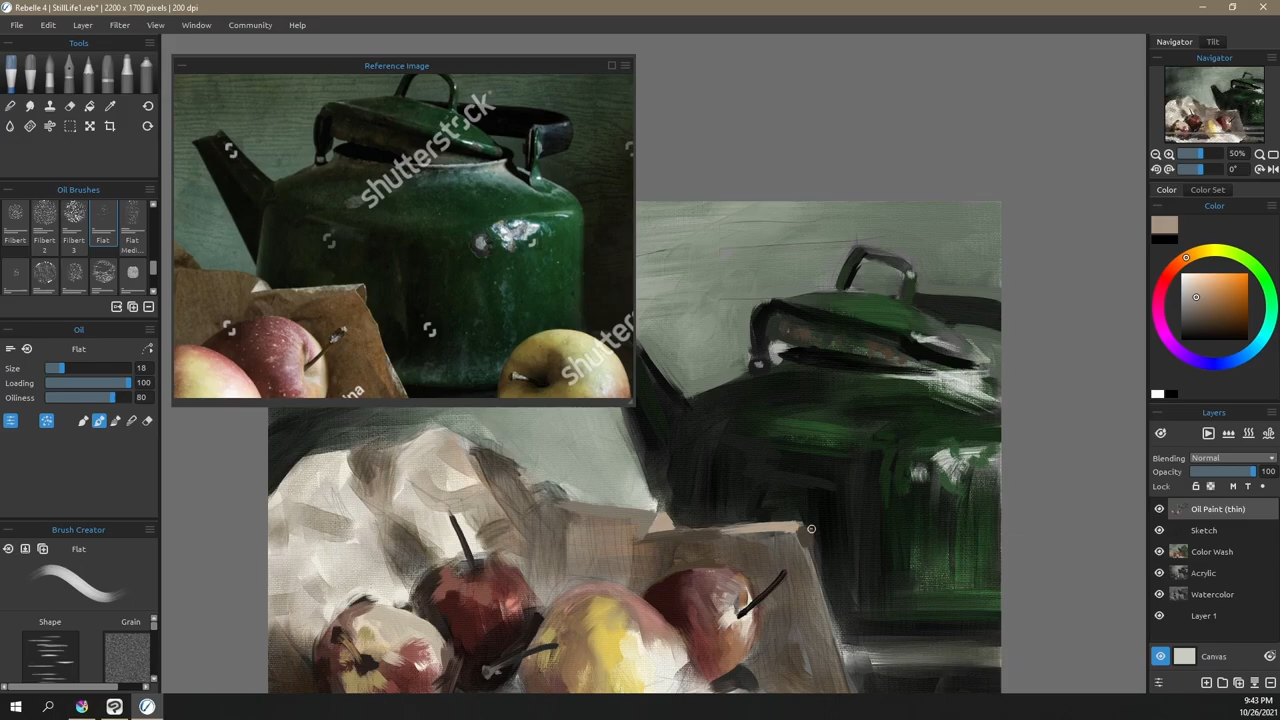 Rebelle 4 | StillLife1.reb* | 2200 x 1700 pixels | 200 dpi
File Edit Layer Filter View Window Community Help
Tools
Oil Brushes
Filbert Filbert 2 Filbert 3 Flat Flat Medi...
Oil
Flat
Size 18
Loading 100
Oiliness 80
Brush Creator
Flat
Shape Grain
Reference Image
shutterstock
Navigator Tilt
Navigator
50%
0°
Color Color Set
Color
Layers
Blending Normal
Opacity 100
Lock M T
Oil Paint (thin)
Sketch
Color Wash
Acrylic
Watercolor
Layer 1
Canvas
9:43 PM
10/26/2021